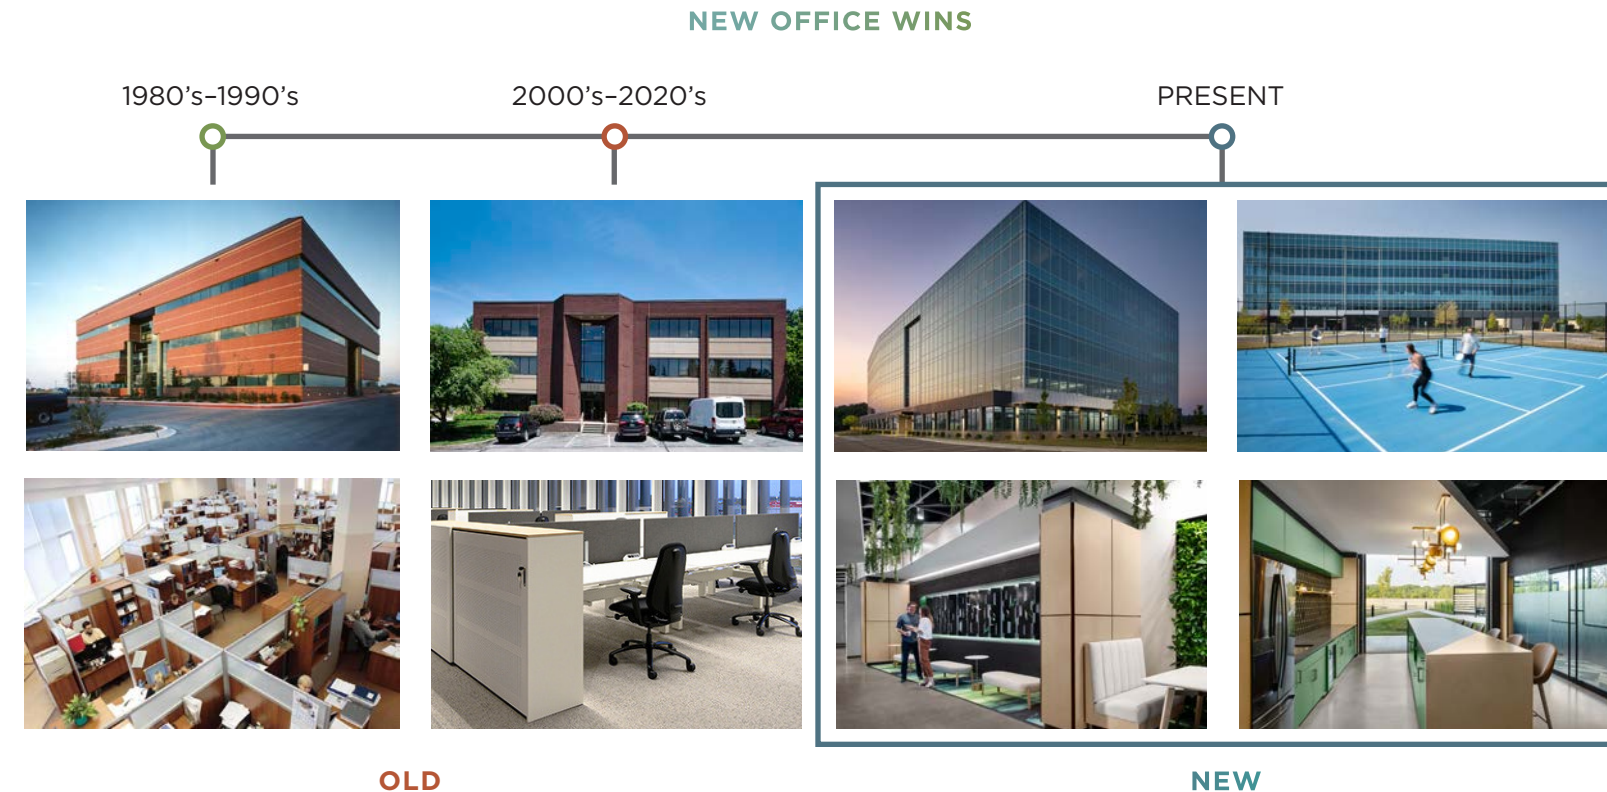 NEW OFFICE WINS
1980’s–1990’s
2000’s–2020’s
PRESENT
OLD
NEW